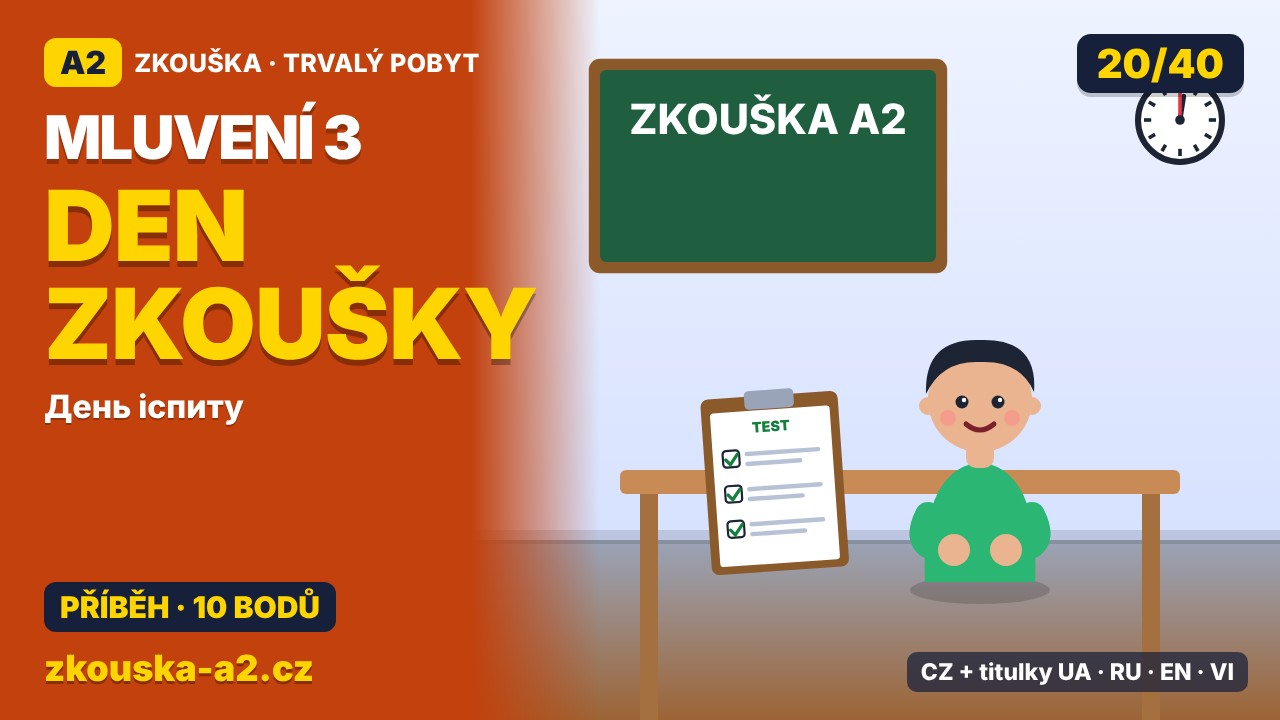 A2 ZKOUŠKA · TRVALÝ POBYT
MLUVENÍ 3
DEN
ZKOUŠKY
День іспиту
PŘÍBĚH · 10 BODŮ
zkouska-a2.cz
ZKOUŠKA A2
20/40
TEST
CZ + titulky UA · RU · EN · VI